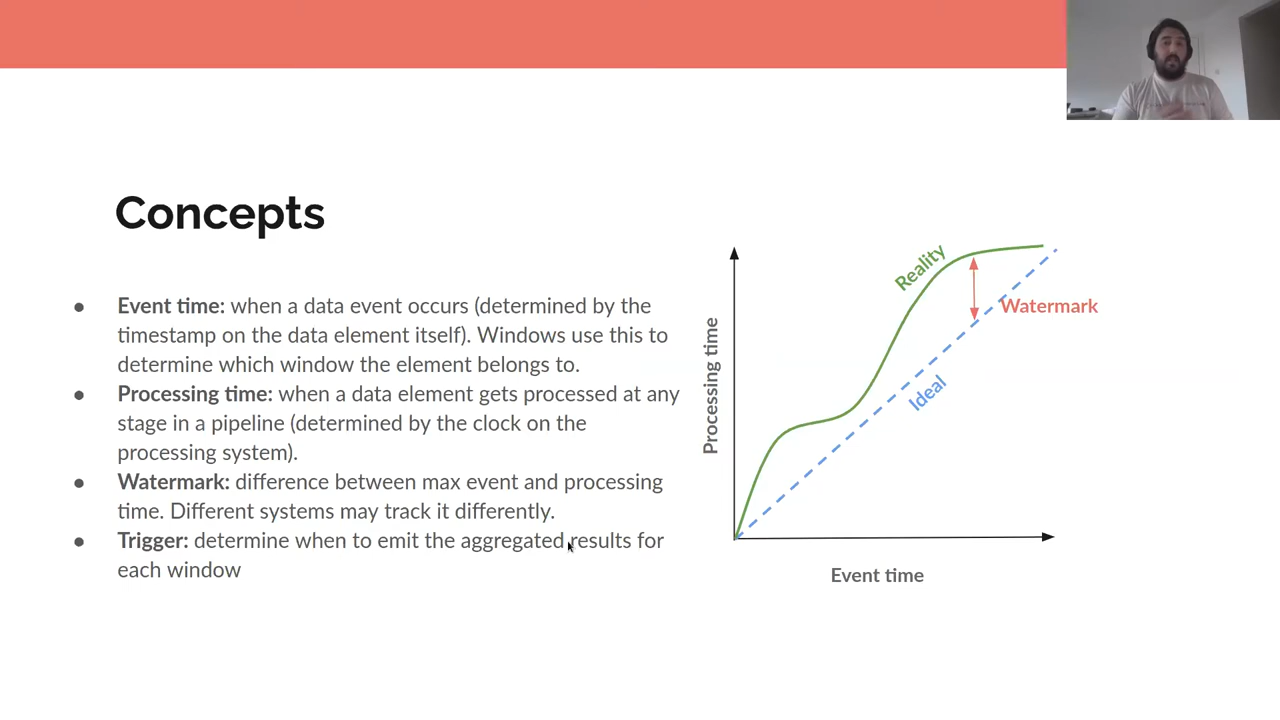 Concepts
Event time: when a data event occurs (determined by the
timestamp on the data element itself). Windows use this to
determine which window the element belongs to.
Processing time: when a data element gets processed at any
stage in a pipeline (determined by the clock on the
processing system).
Watermark: difference between max event and processing
time. Different systems may track it differently.
Trigger: determine when to emit the aggregated results for
each window
Reality
Watermark
Ideal
Processing time
Event time